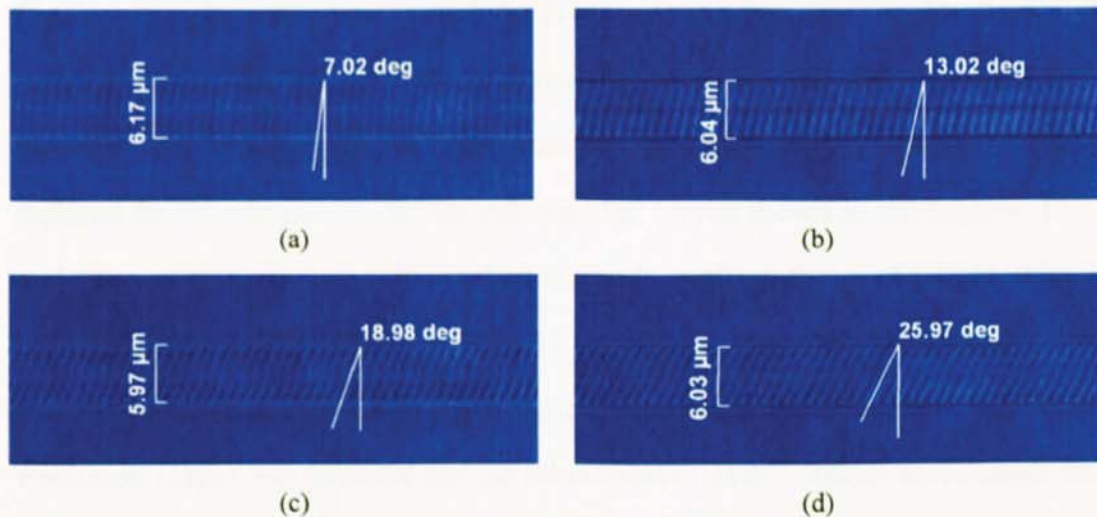 7.02 deg
6.17 µm
(a)
13.02 deg
6.04 µm
(b)
18.98 deg
5.97 µm
(c)
25.97 deg
6.03 µm
(d)